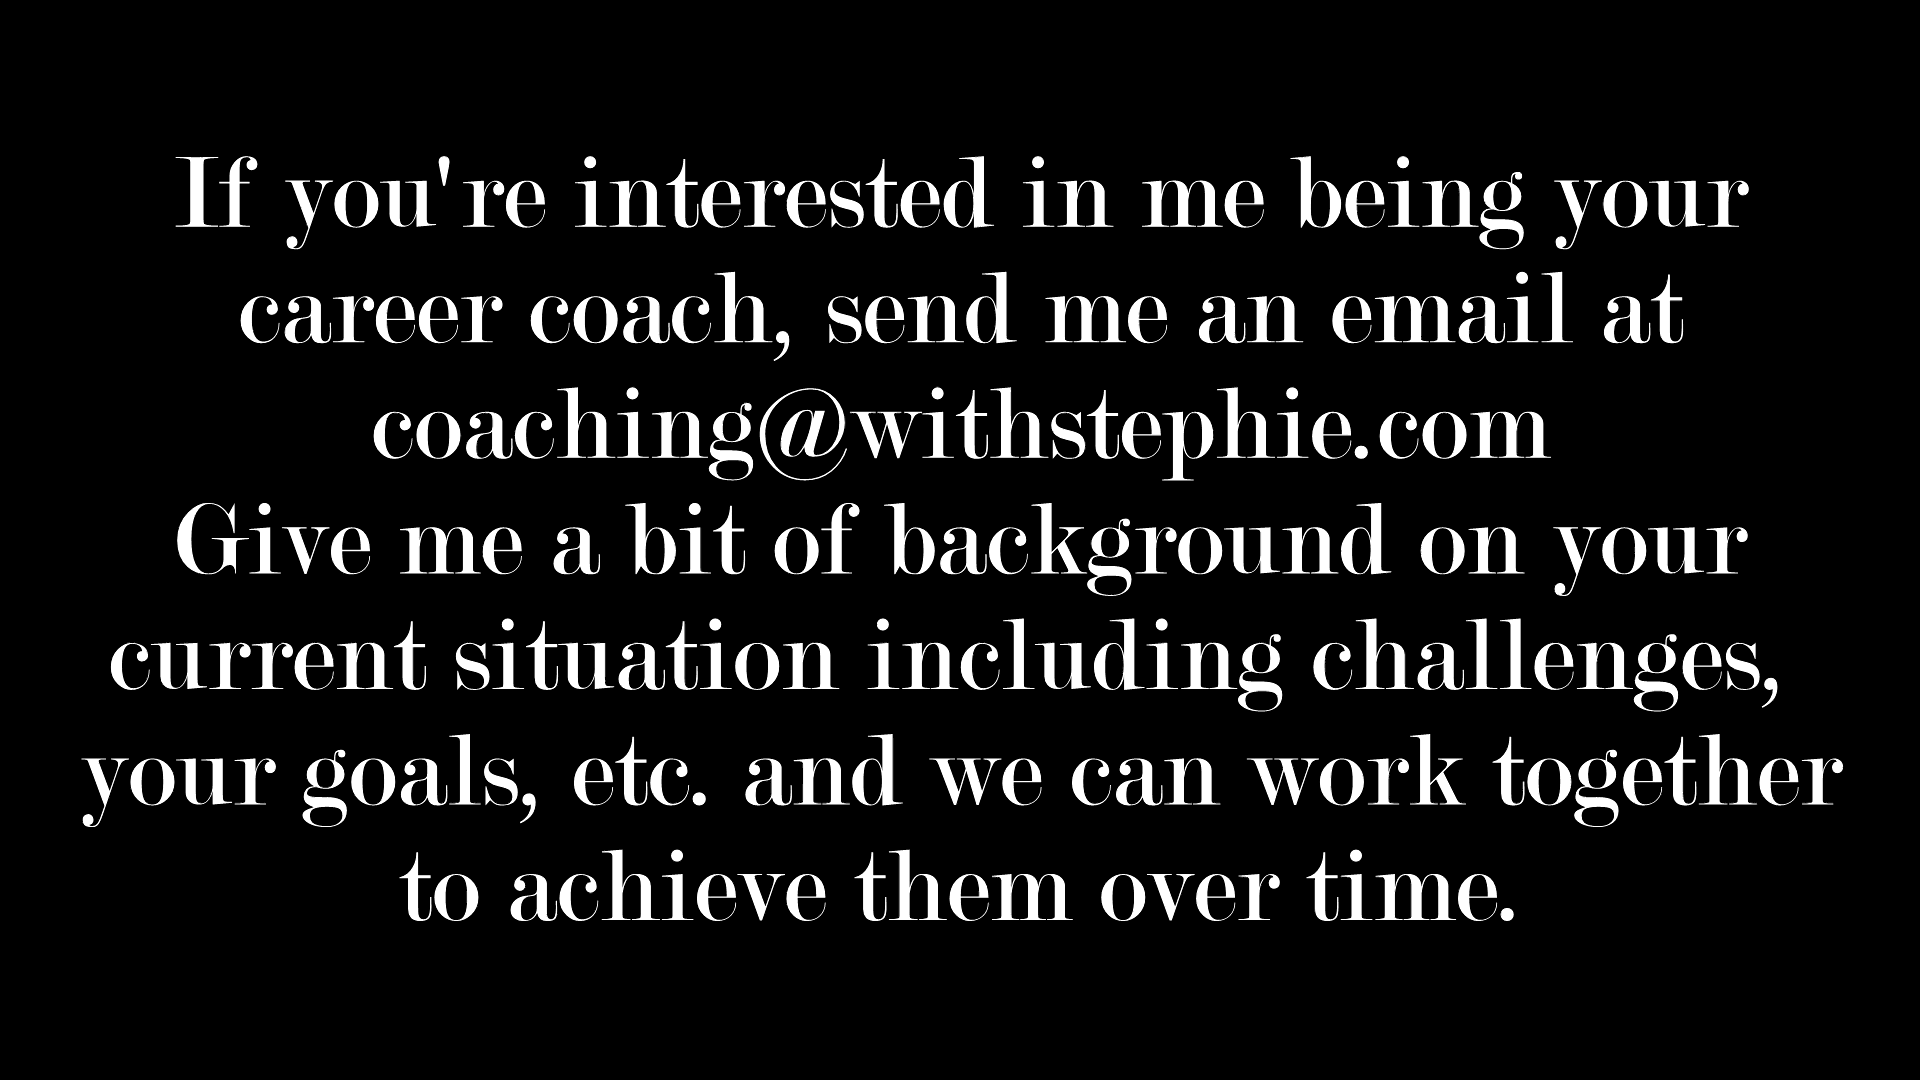 If you're interested in me being your
career coach, send me an email at
coaching@withstephie.com
Give me a bit of background on your
current situation including challenges,
your goals, etc. and we can work together
to achieve them over time.